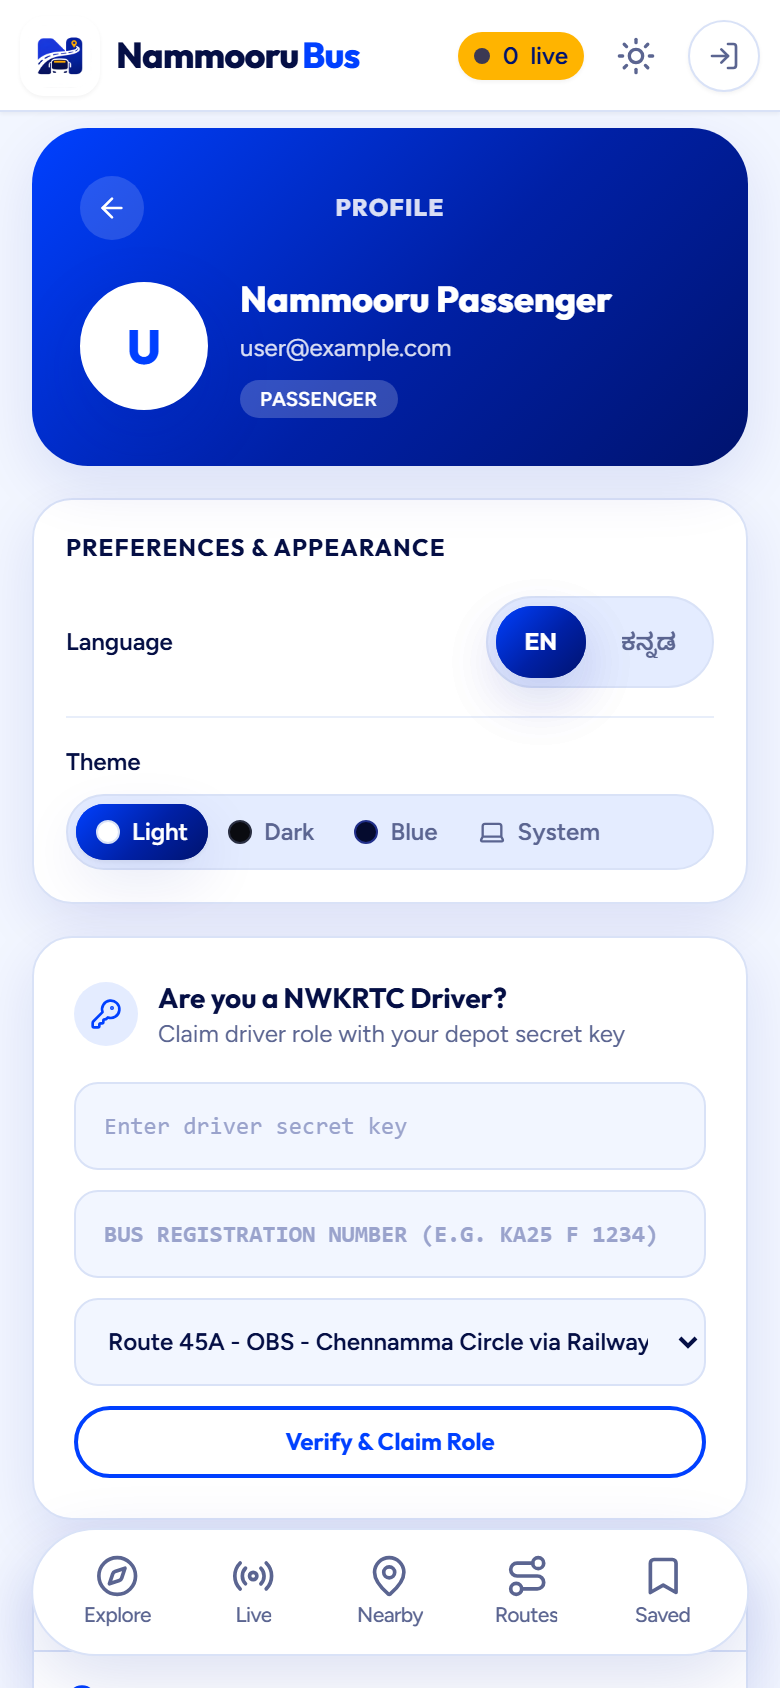 Nammooru Bus
0 live
PROFILE
U
Nammooru Passenger
user@example.com
PASSENGER
PREFERENCES & APPEARANCE
Language
EN
ಕನ್ನಡ
Theme
Light
Dark
Blue
System
Are you a NWKRTC Driver?
Claim driver role with your depot secret key
Enter driver secret key
BUS REGISTRATION NUMBER (E.G. KA25 F 1234)
Route 45A - OBS - Chennamma Circle via Railway
Verify & Claim Role
Explore
Live
Nearby
Routes
Saved